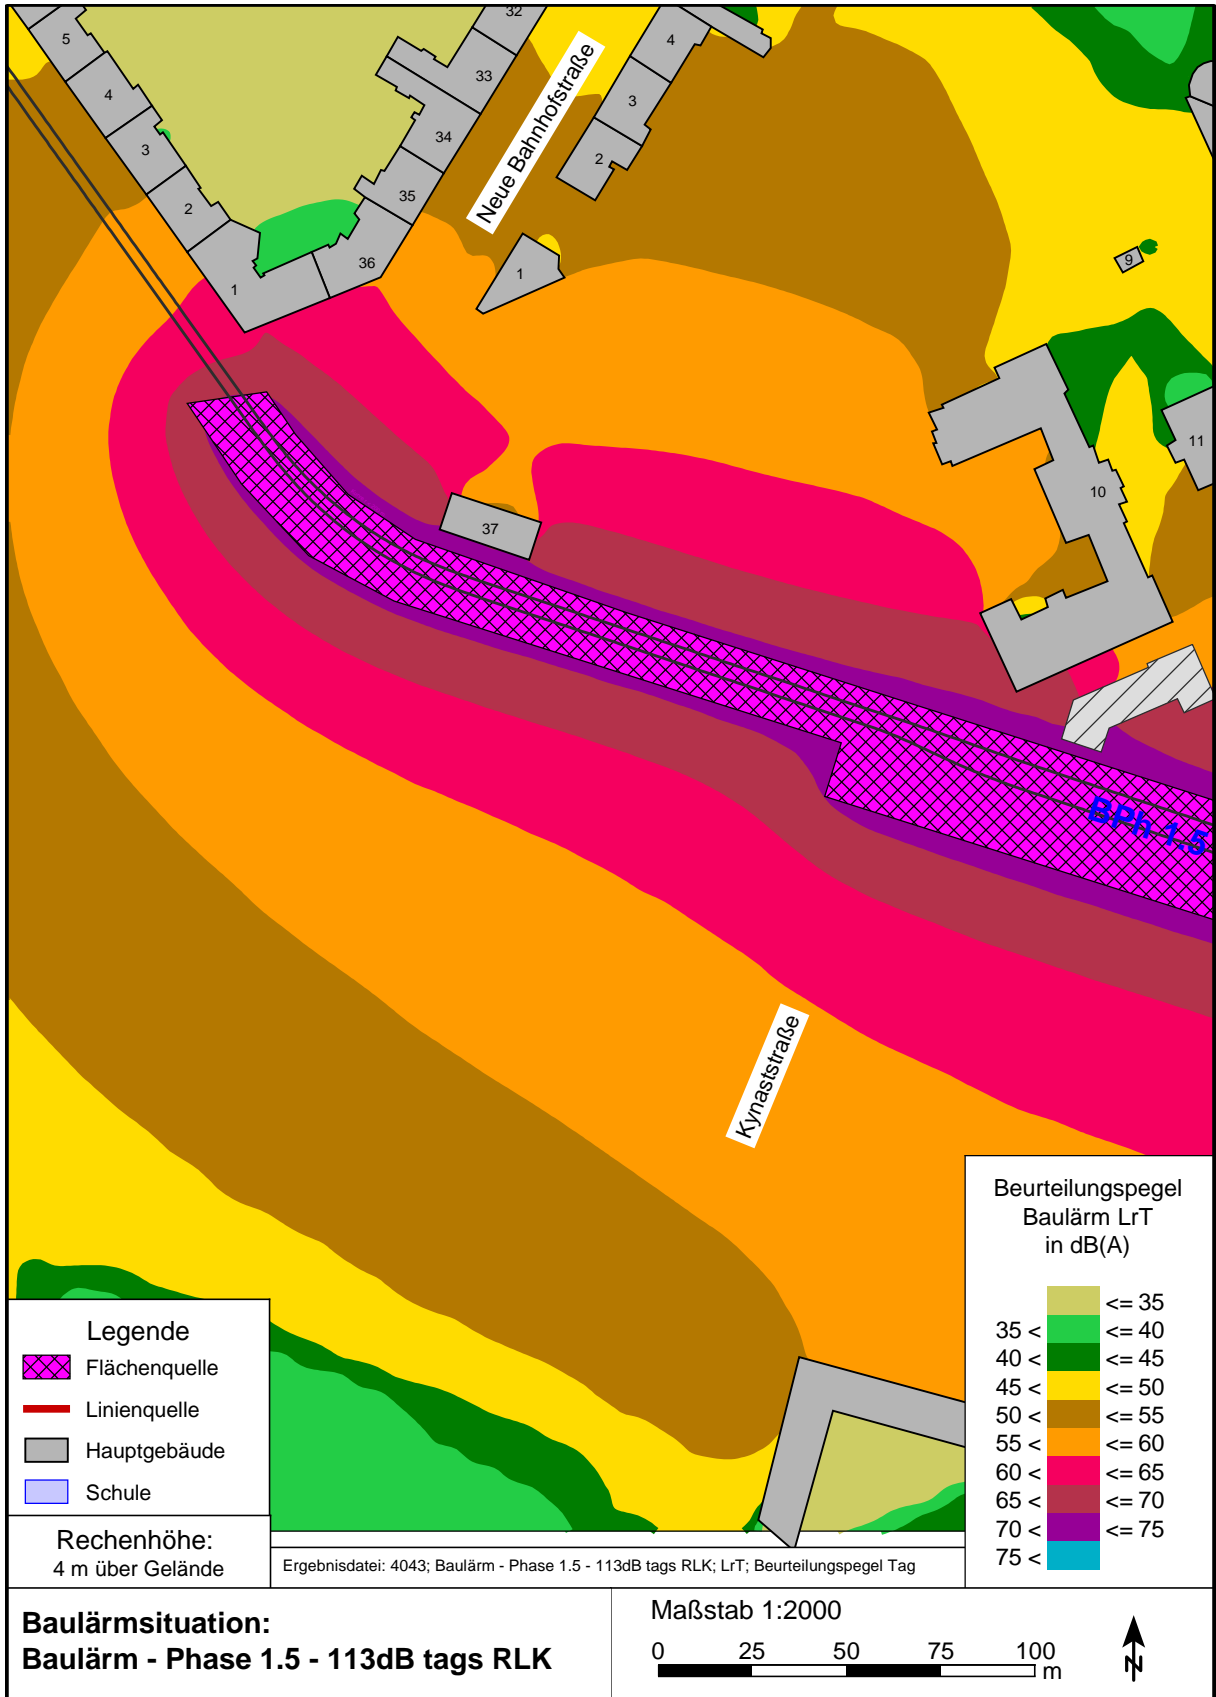 32
5
4
33
4
3
3
34
2
2
35
36
1
1
9
Neue Bahnhofstraße
11
10
37
BPh 1.5
Kynaststraße
Beurteilungspegel
Baulärm LrT
in dB(A)
<= 35
35 < <= 40
40 < <= 45
45 < <= 50
50 < <= 55
55 < <= 60
60 < <= 65
65 < <= 70
70 < <= 75
75 <
Legende
Flächenquelle
Linienquelle
Hauptgebäude
Schule
Rechenhöhe:
4 m über Gelände
Ergebnisdatei: 4043; Baulärm - Phase 1.5 - 113dB tags RLK; LrT; Beurteilungspegel Tag
Baulärmsituation:
Baulärm - Phase 1.5 - 113dB tags RLK
Maßstab 1:2000
0 25 50 75 100
m
N